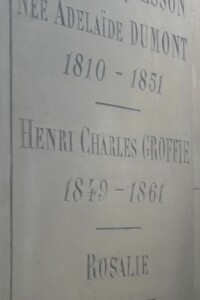 NÉE ADELAÏDE DUMONT
1810 - 1851
HENRI CHARLES GROFFIE
1849 - 1861
ROSALIE